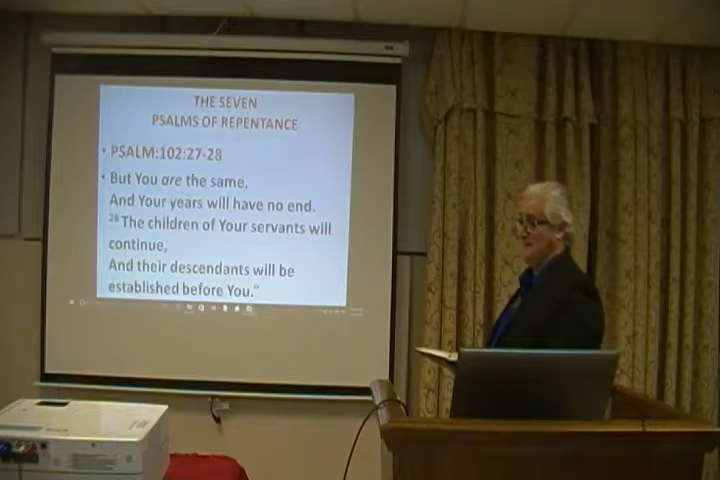 THE SEVEN
PSALMS OF REPENTANCE
• PSALM:102:27-28
• But You are the same,
And Your years will have no end.
28 The children of Your servants will
continue,
And their descendants will be
established before You.“